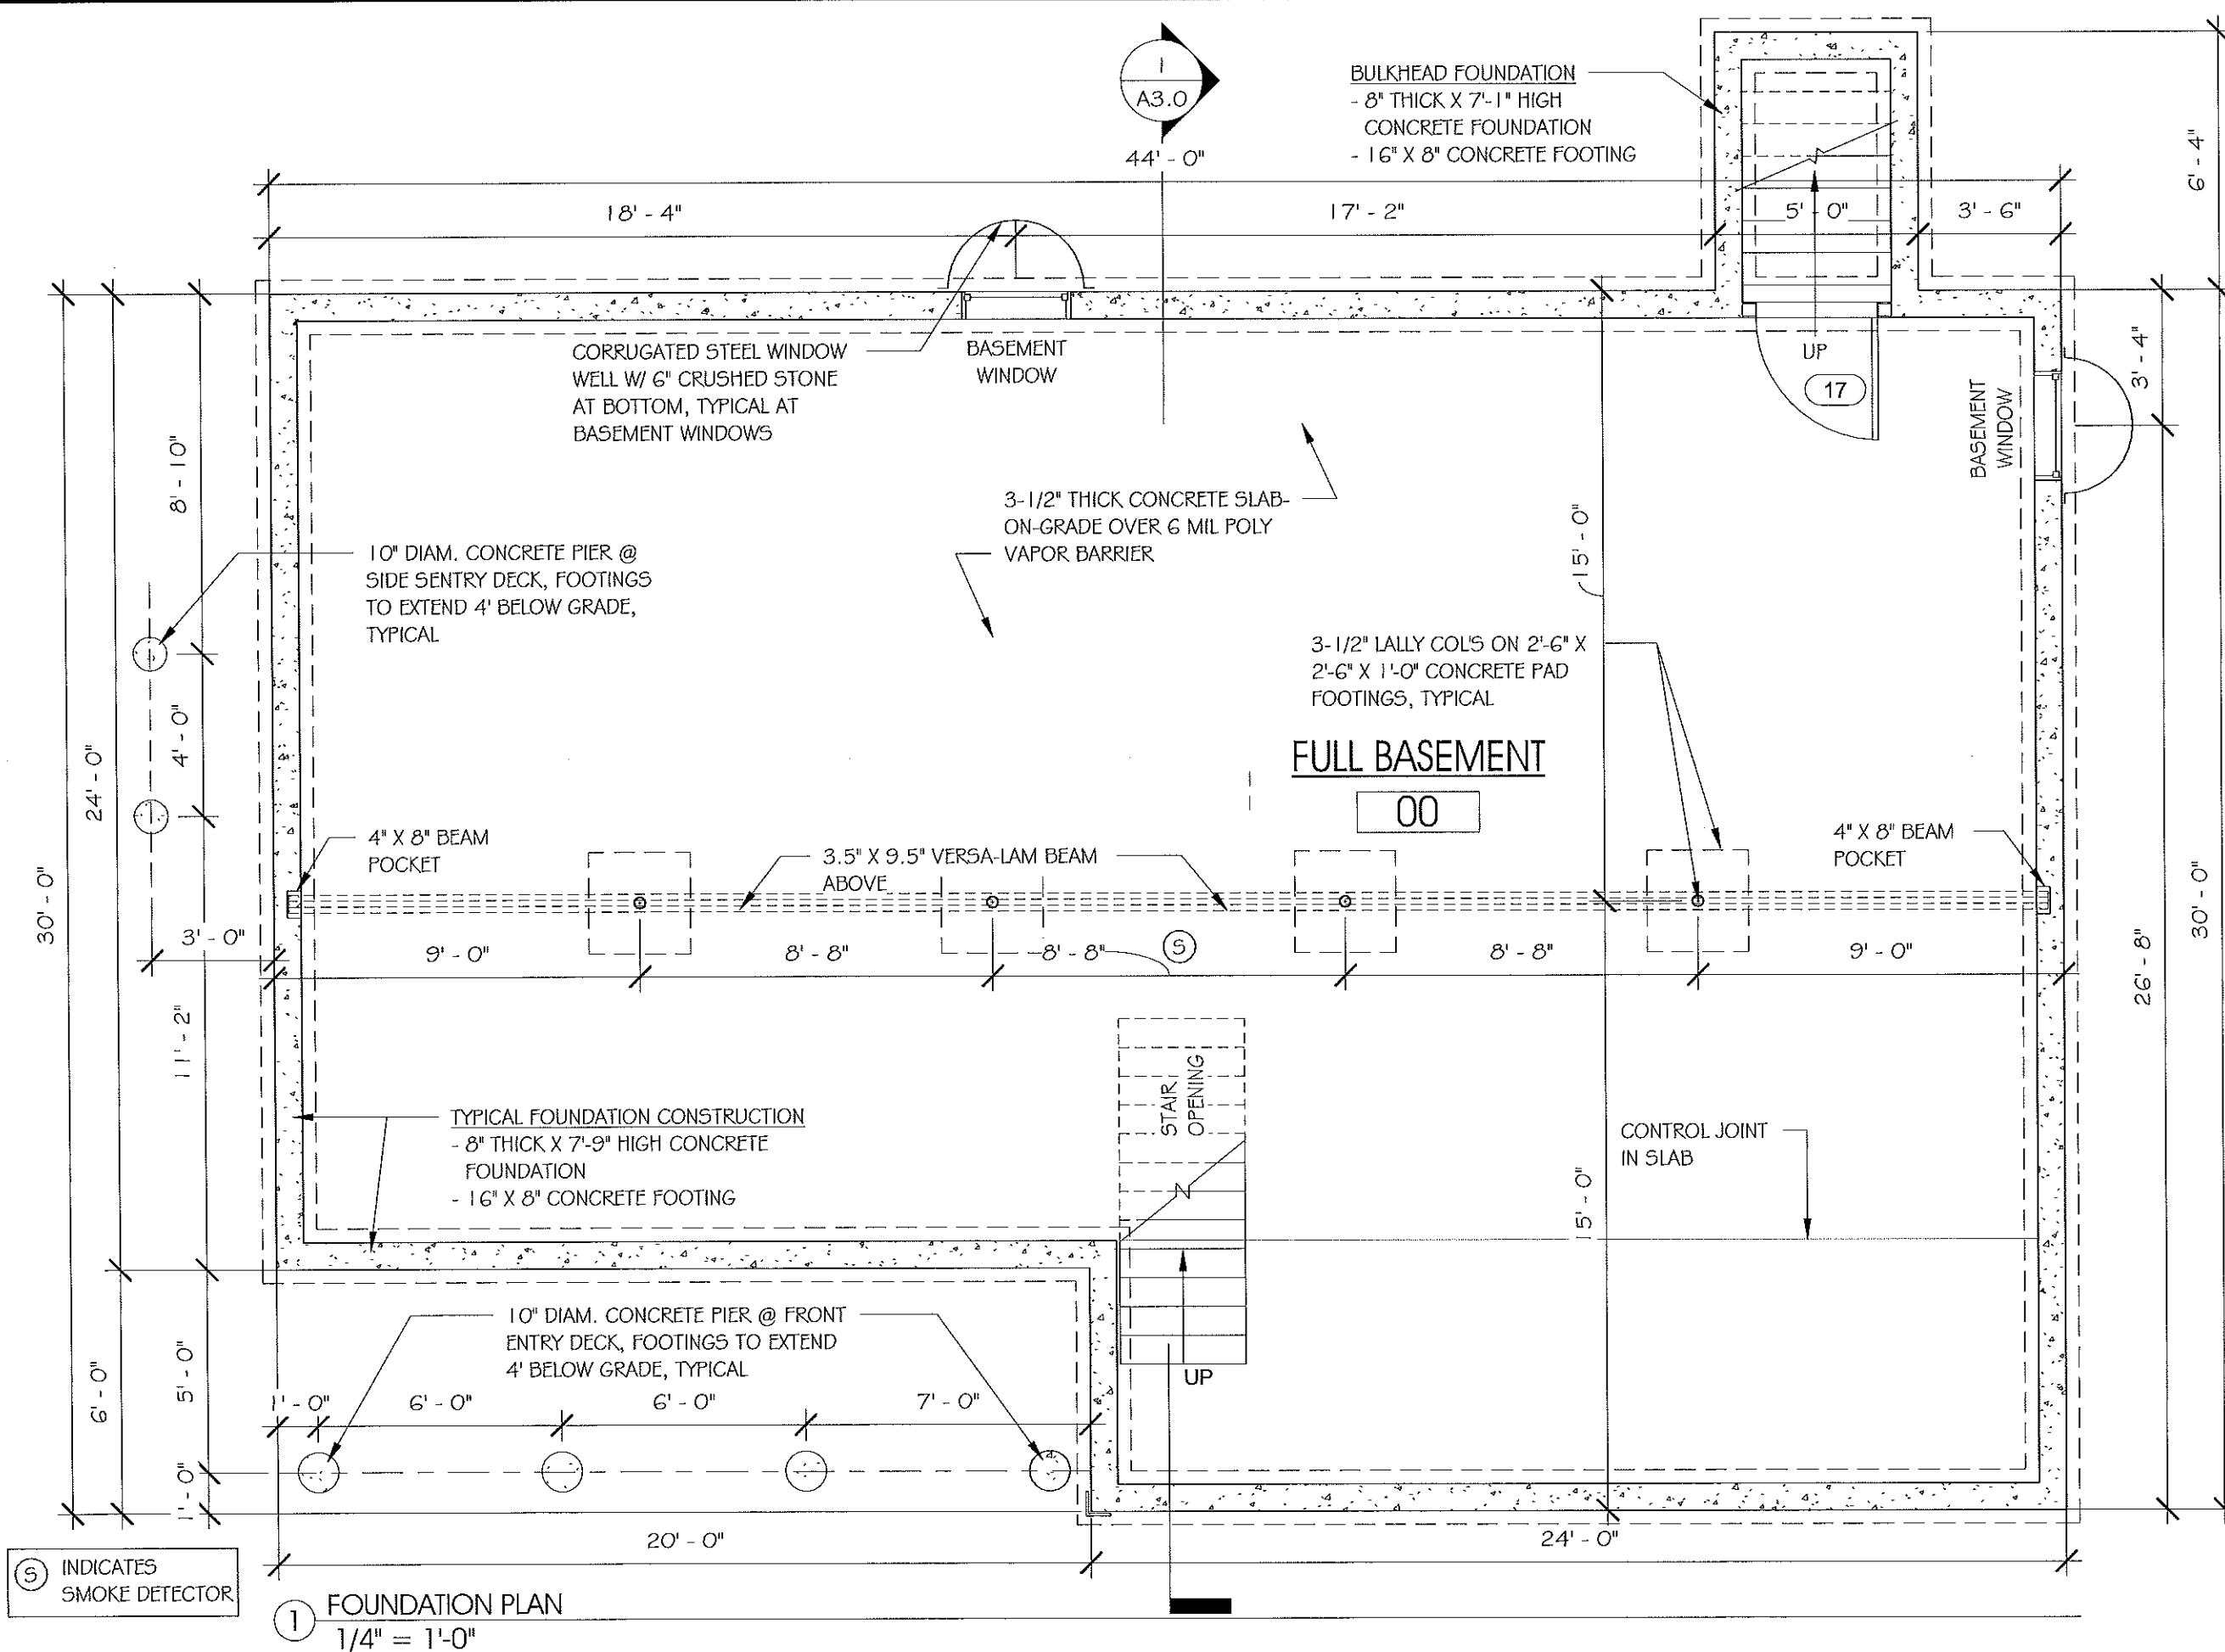 1
A3.0
44' - 0"
BULKHEAD FOUNDATION
- 8" THICK X 7'-1" HIGH
CONCRETE FOUNDATION
- 16" X 8" CONCRETE FOOTING
6' - 4"
18' - 4"
17' - 2"
5' - 0"
3' - 6"
CORRUGATED STEEL WINDOW
WELL W/ 6" CRUSHED STONE
AT BOTTOM, TYPICAL AT
BASEMENT WINDOWS
BASEMENT
WINDOW
UP
17
BASEMENT
WINDOW
3' - 4"
8' - 10"
3-1/2" THICK CONCRETE SLAB-
ON-GRADE OVER 6 MIL POLY
VAPOR BARRIER
15' - 0"
10" DIAM. CONCRETE PIER @
SIDE SENTRY DECK, FOOTINGS
TO EXTEND 4' BELOW GRADE,
TYPICAL
3-1/2" LALLY COL'S ON 2'-6" X
2'-6" X 1'-0" CONCRETE PAD
FOOTINGS, TYPICAL
4' - 0"
24' - 0"
30' - 0"
FULL BASEMENT
00
4" X 8" BEAM
POCKET
3.5" X 9.5" VERSA-LAM BEAM
ABOVE
4" X 8" BEAM
POCKET
30' - 0"
26' - 8"
3' - 0"
9' - 0"
8' - 8"
8' - 8"
S
8' - 8"
9' - 0"
11' - 2"
STAIR
OPENING
TYPICAL FOUNDATION CONSTRUCTION
- 8" THICK X 7'-9" HIGH CONCRETE
FOUNDATION
- 16" X 8" CONCRETE FOOTING
CONTROL JOINT
IN SLAB
15' - 0"
10" DIAM. CONCRETE PIER @ FRONT
ENTRY DECK, FOOTINGS TO EXTEND
4' BELOW GRADE, TYPICAL
UP
6' - 0"
5' - 0"
1' - 0"
6' - 0"
6' - 0"
7' - 0"
1' - 0"
20' - 0"
24' - 0"
S INDICATES
SMOKE DETECTOR
1 FOUNDATION PLAN
1/4" = 1'-0"